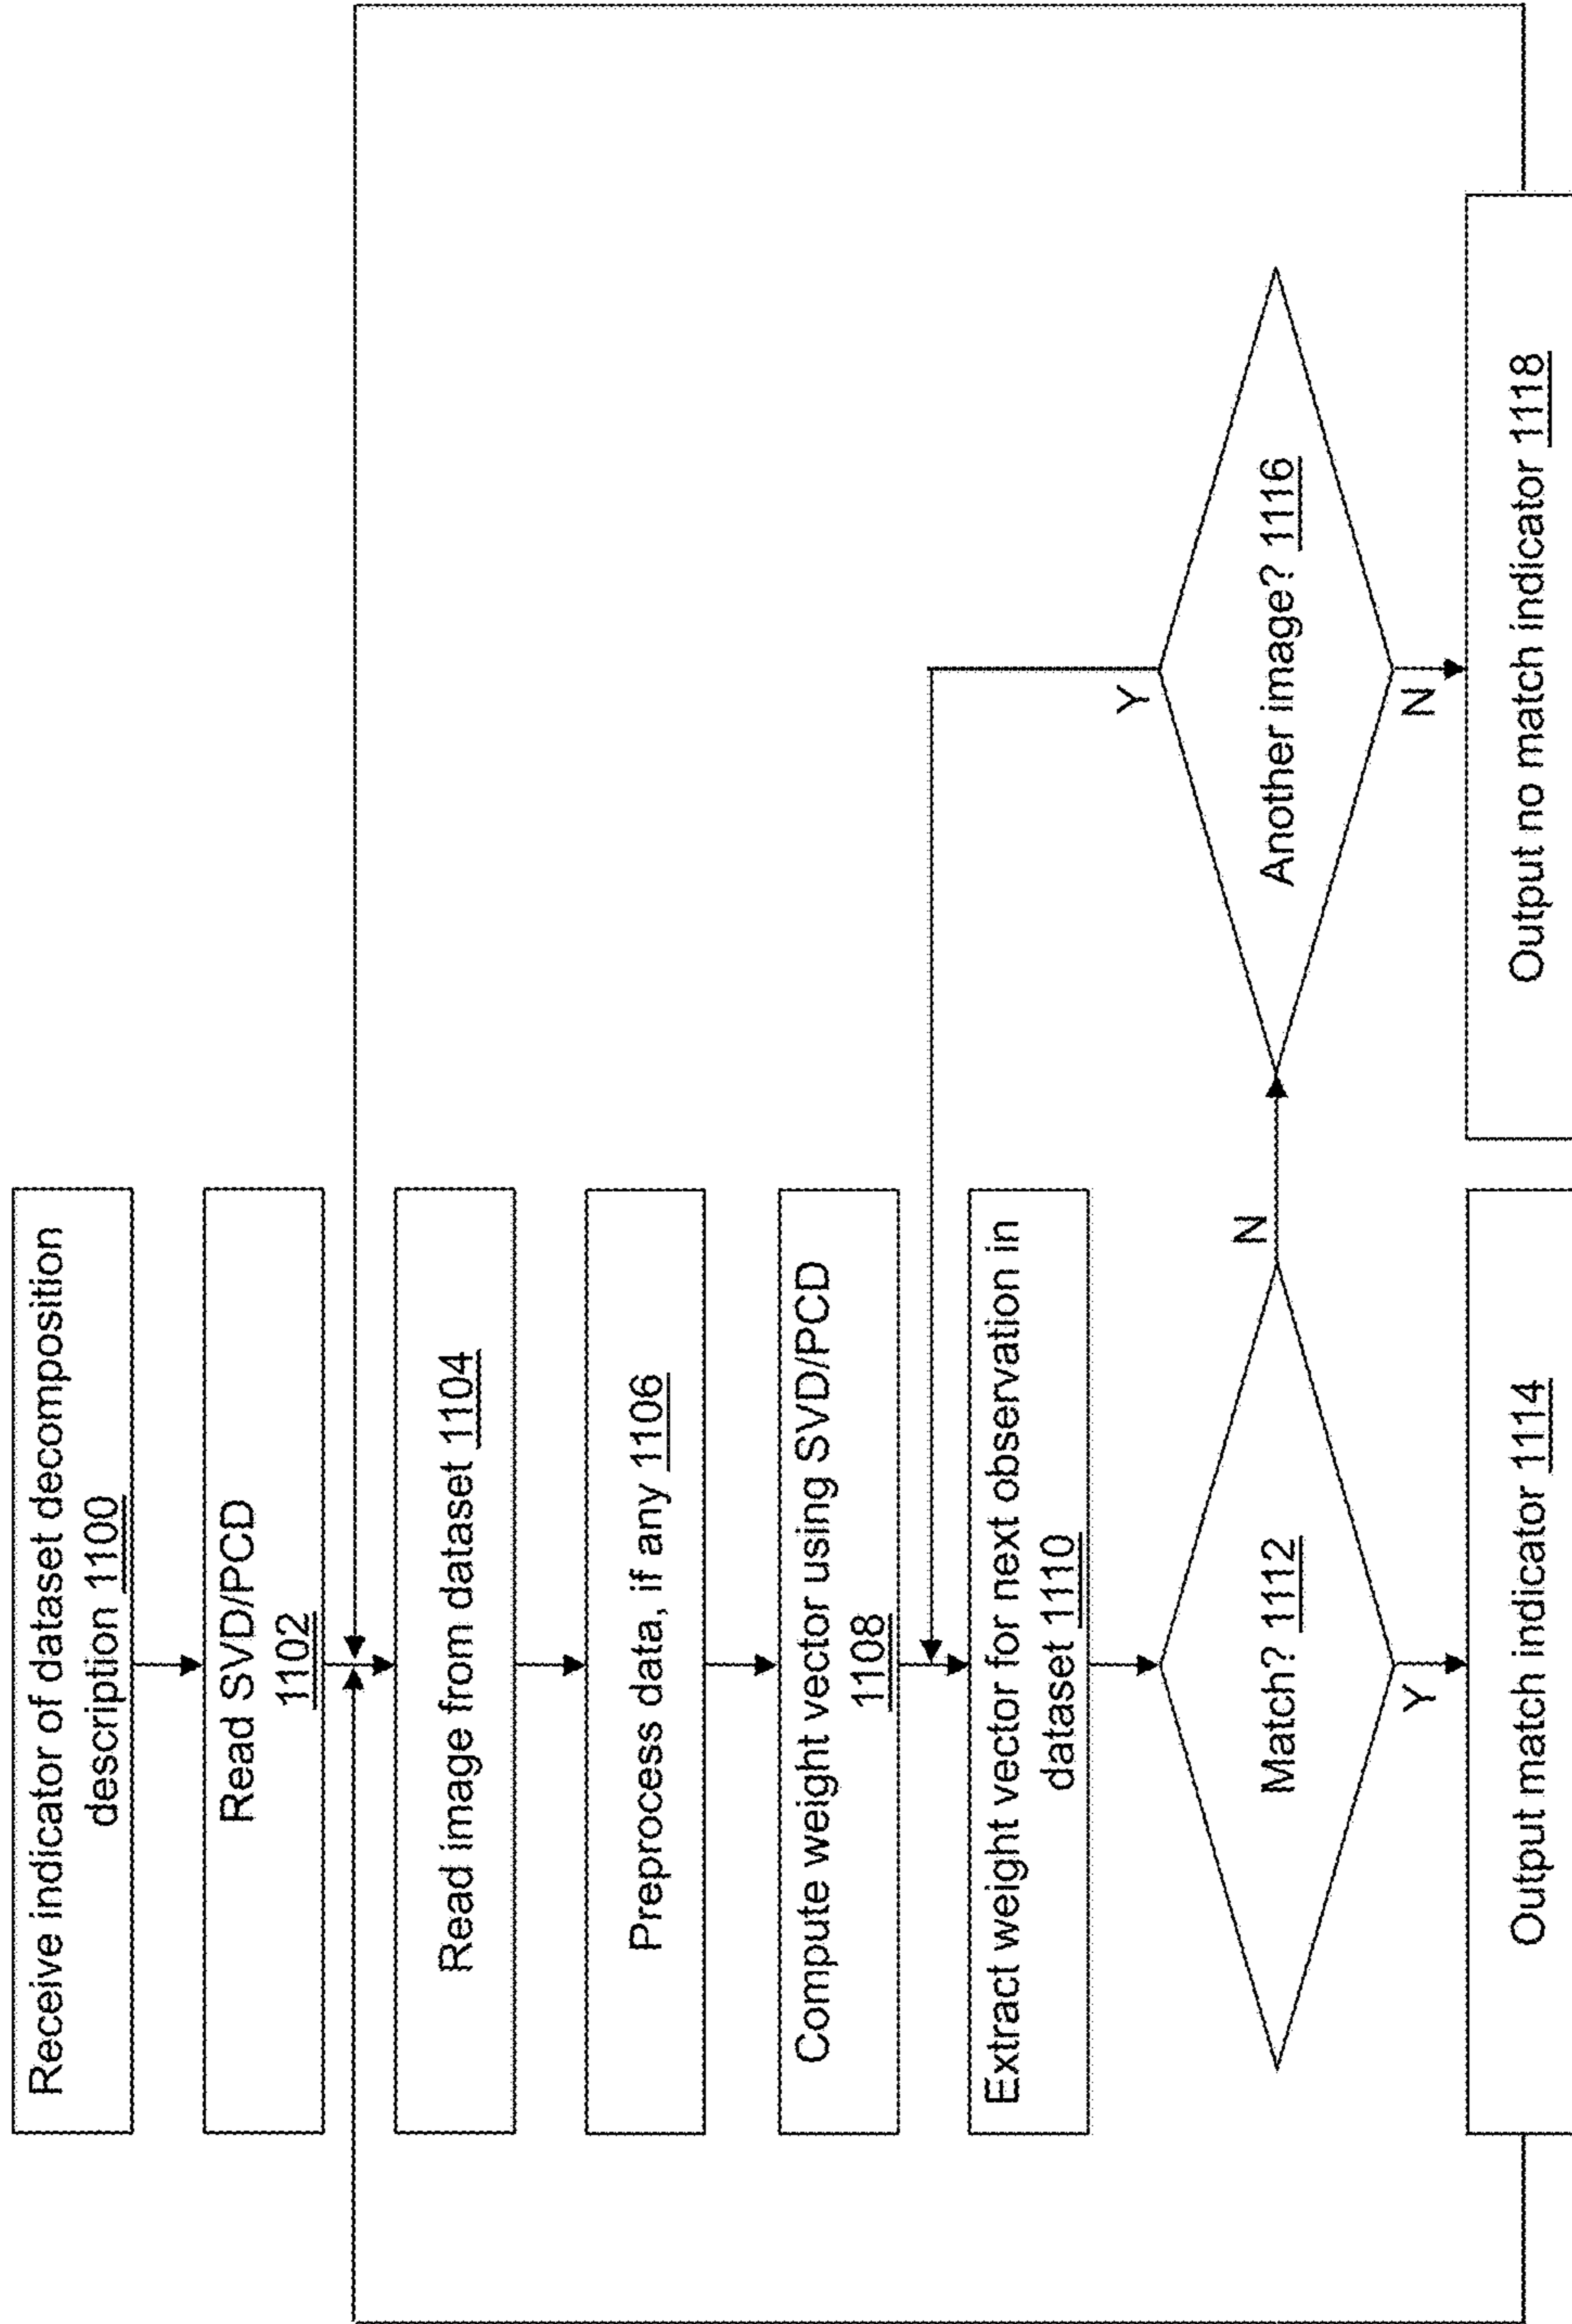 Receive indicator of dataset decomposition
description 1100
Read SVD/PCD
1102
Read image from dataset 1104
Preprocess data, if any 1106
Compute weight vector using SVD/PCD
1108
Extract weight vector for next observation in
dataset 1110
Match? 1112
N
Y
Another image? 1116
Y
N
Output match indicator 1114
Output no match indicator 1118